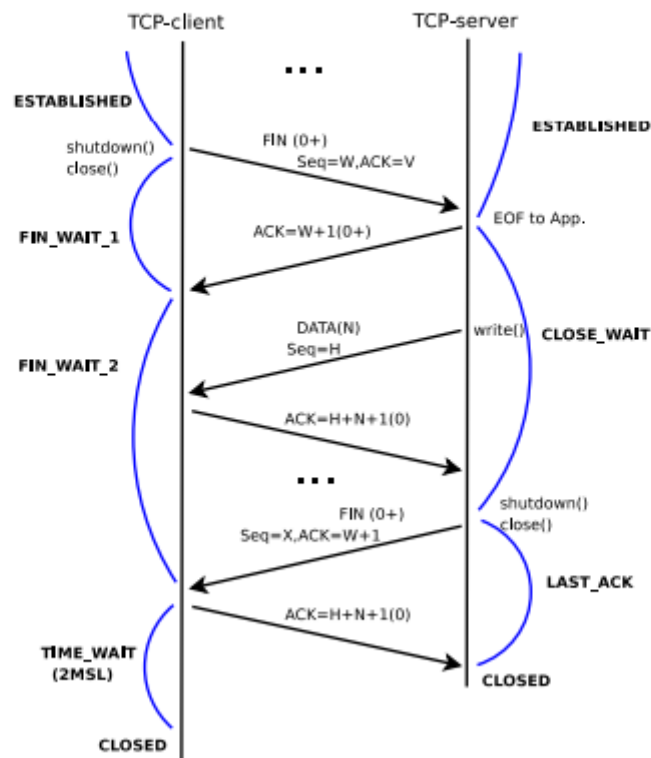 TCP-client
TCP-server
...
ESTABLISHED
ESTABLISHED
shutdown()
close()
FIN (0+)
Seq=W,ACK=V
EOF to App.
FIN_WAIT_1
ACK=W+1(0+)
DATA(N)
Seq=H
write()
CLOSE_WAIT
FIN_WAIT_2
ACK=H+N+1(0)
...
FIN (0+)
Seq=X,ACK=W+1
shutdown()
close()
LAST_ACK
ACK=H+N+1(0)
TIME_WAIT
(2MSL)
CLOSED
CLOSED